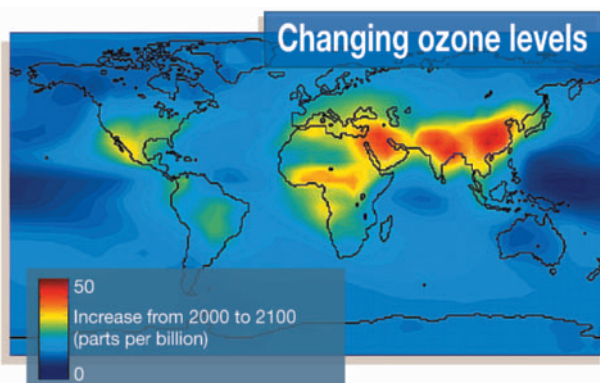 Changing ozone levels
50
Increase from 2000 to 2100
(parts per billion)
0